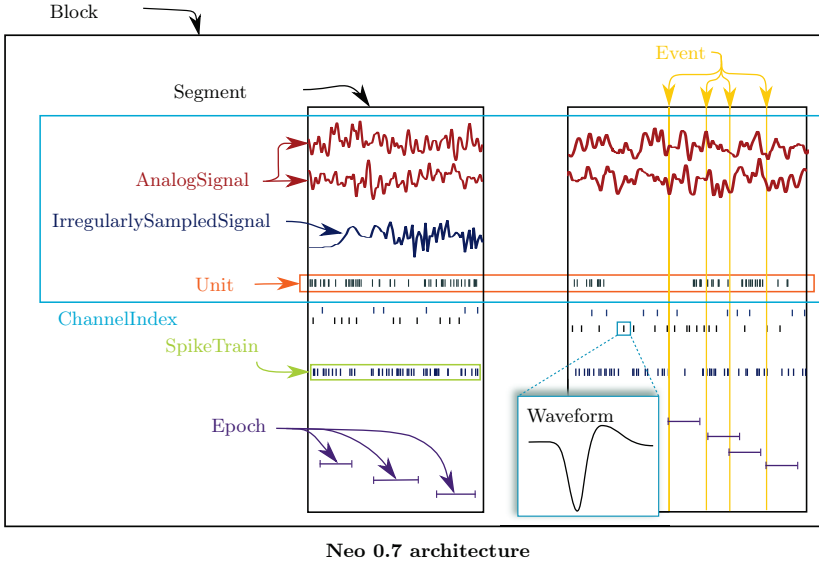 Block
Event
Segment
AnalogSignal
IrregularlySampledSignal
Unit
ChannelIndex
SpikeTrain
Epoch
Waveform
Neo 0.7 architecture